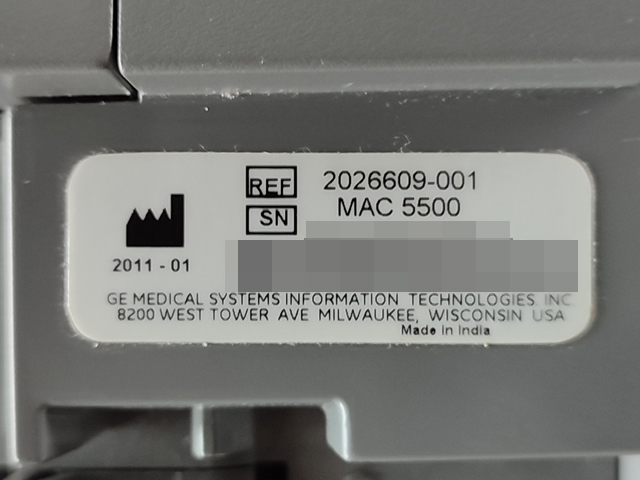 REF 2026609-001
SN MAC 5500
2011 - 01
GE MEDICAL SYSTEMS INFORMATION TECHNOLOGIES, INC.
8200 WEST TOWER AVE MILWAUKEE, WISCONSIN USA
Made in India